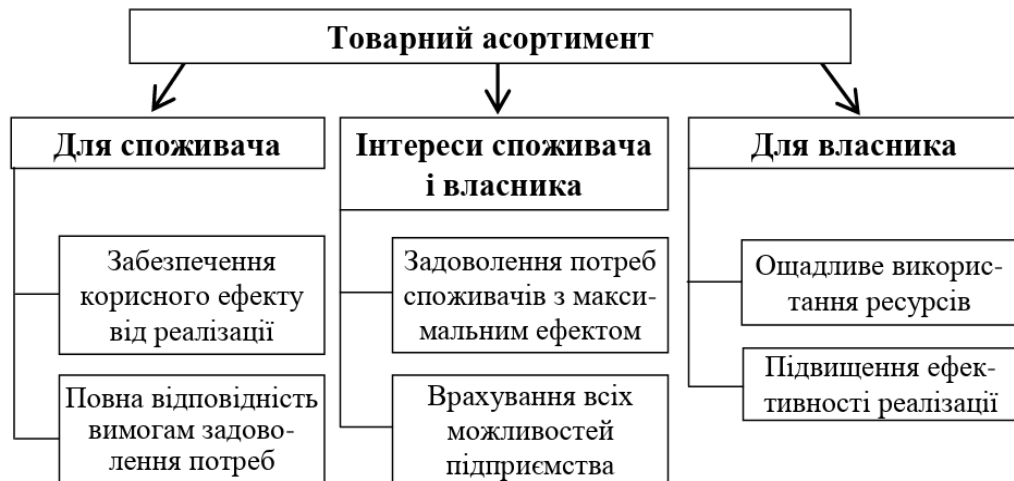 Товарний асортимент
Для споживача
Забезпечення
корисного ефекту
від реалізації
Повна відповідність
вимогам задово-
лення потреб
Інтереси споживача
і власника
Задоволення потреб
споживачів з макси-
мальним ефектом
Врахування всіх
можливостей
підприємства
Для власника
Ощадливе викорис-
тання ресурсів
Підвищення ефек-
тивності реалізації